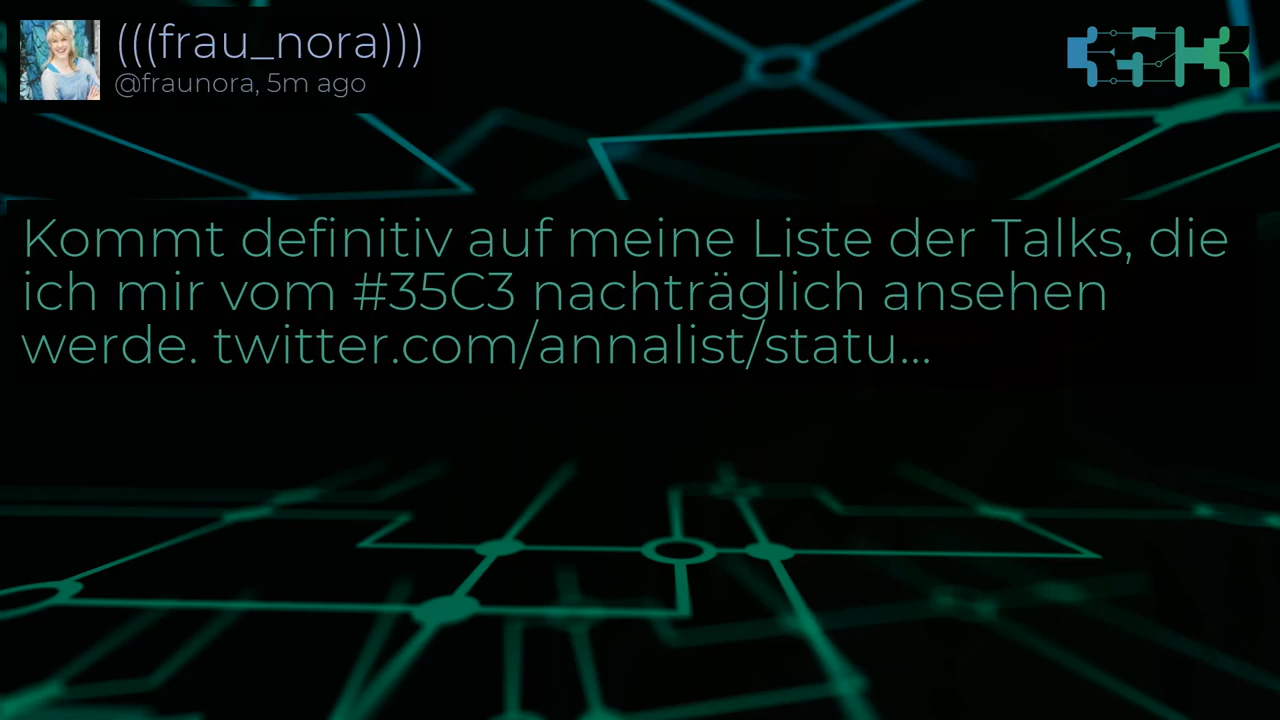 (((frau_nora)))
@fraunora, 5m ago
Kommt definitiv auf meine Liste der Talks, die
ich mir vom #35C3 nachträglich ansehen
werde. twitter.com/annalist/statu...